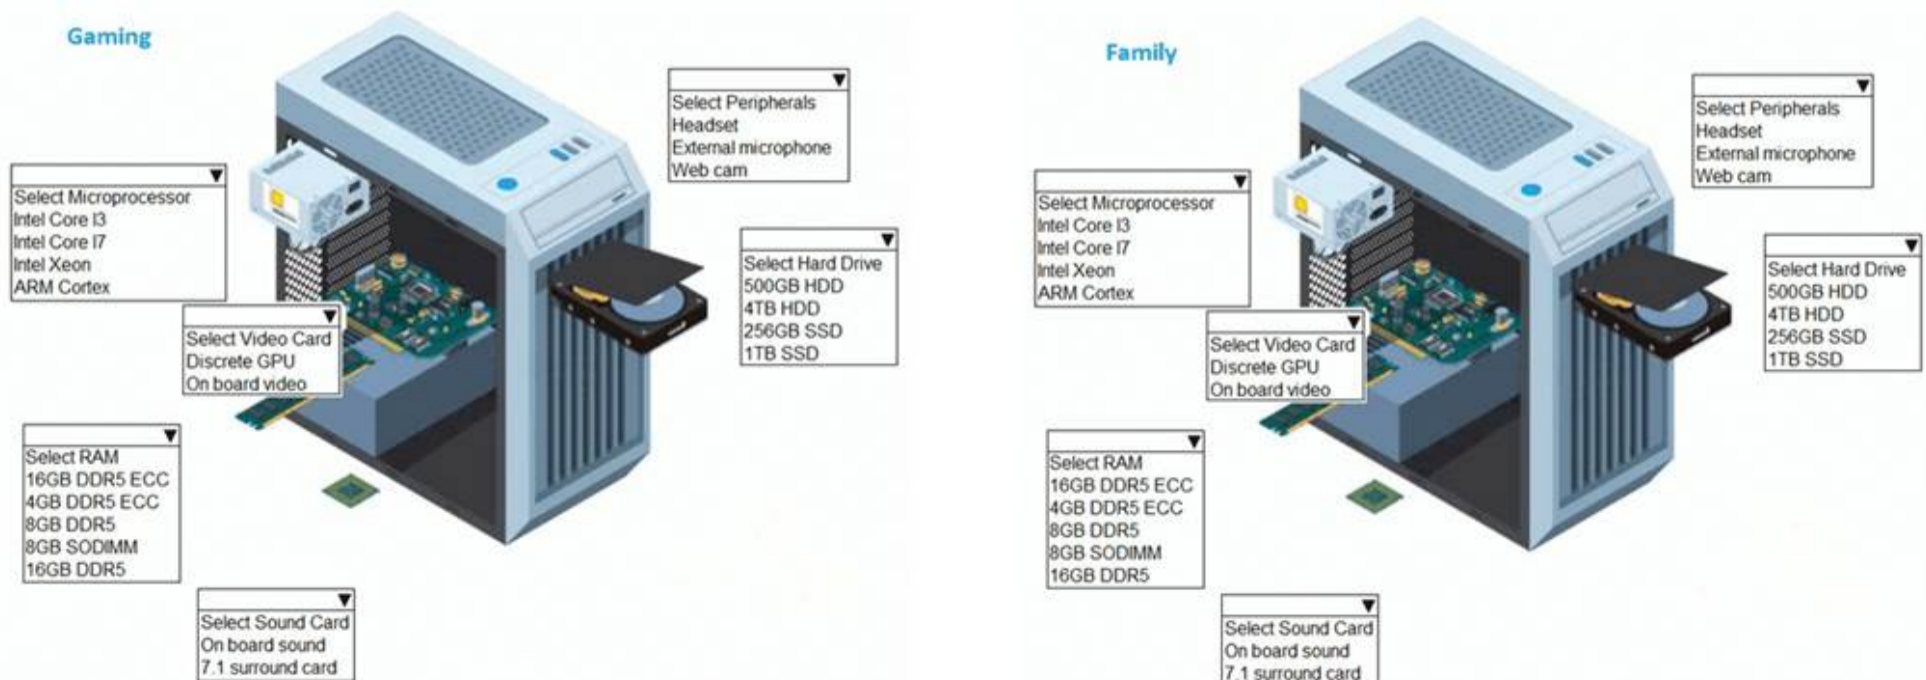 Gaming
Select Peripherals
Headset
External microphone
Web cam
Select Microprocessor
Intel Core I3
Intel Core I7
Intel Xeon
ARM Cortex
Select Hard Drive
500GB HDD
4TB HDD
256GB SSD
1TB SSD
Select Video Card
Discrete GPU
On board video
Select RAM
16GB DDR5 ECC
4GB DDR5 ECC
8GB DDR5
8GB SODIMM
16GB DDR5
Select Sound Card
On board sound
7.1 surround card
Family
Select Peripherals
Headset
External microphone
Web cam
Select Microprocessor
Intel Core I3
Intel Core I7
Intel Xeon
ARM Cortex
Select Hard Drive
500GB HDD
4TB HDD
256GB SSD
1TB SSD
Select Video Card
Discrete GPU
On board video
Select RAM
16GB DDR5 ECC
4GB DDR5 ECC
8GB DDR5
8GB SODIMM
16GB DDR5
Select Sound Card
On board sound
7.1 surround card